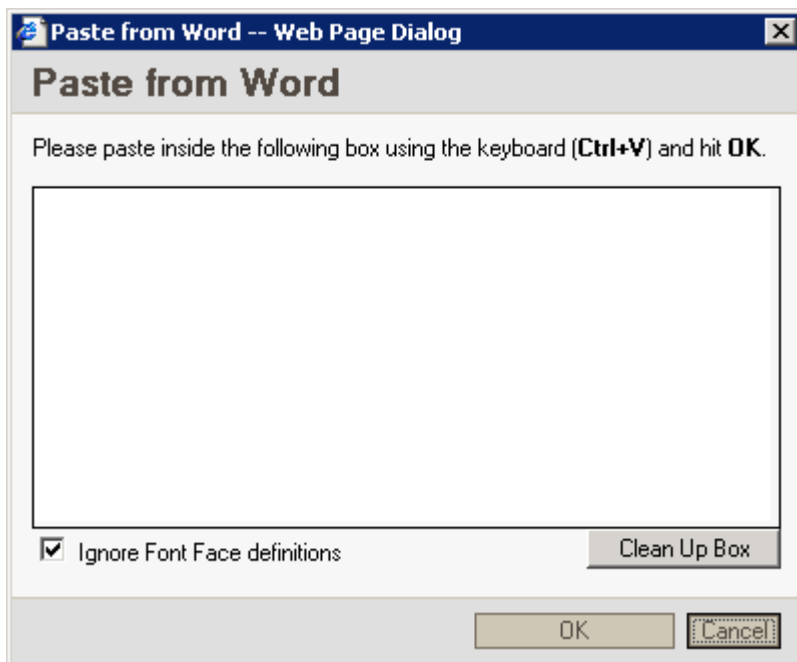 Paste from Word -- Web Page Dialog
Paste from Word
Please paste inside the following box using the keyboard (Ctrl+V) and hit OK.
Ignore Font Face definitions
Clean Up Box
OK
Cancel